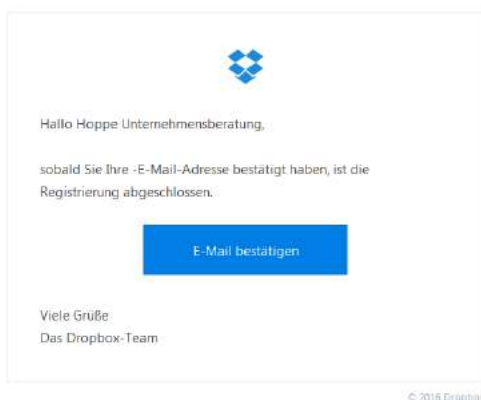 Hallo Hoppe Unternehmensberatung,
sobald Sie Ihre -E-Mail-Adresse bestätigt haben, ist die
Registrierung abgeschlossen.
E-Mail bestätigen
Viele Grüße
Das Dropbox-Team
© 2016